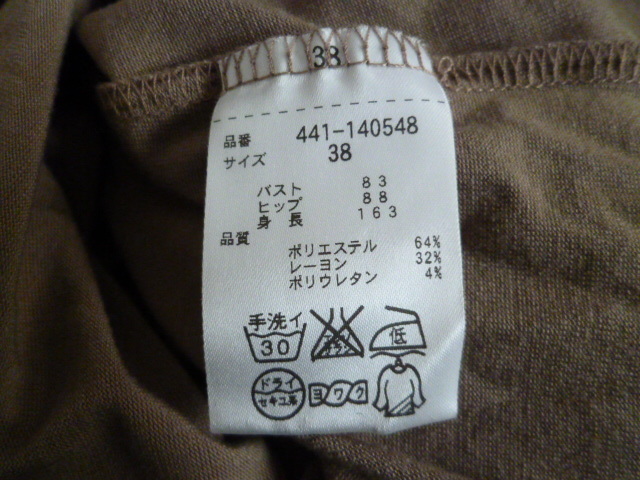 38
品番 441-140548
サイズ 38
バスト 83
ヒップ 88
身長 163
品質
ポリエステル 64%
レーヨン 32%
ポリウレタン 4%
手洗イ
30
低
ドライ
セキユ系
ヨワク